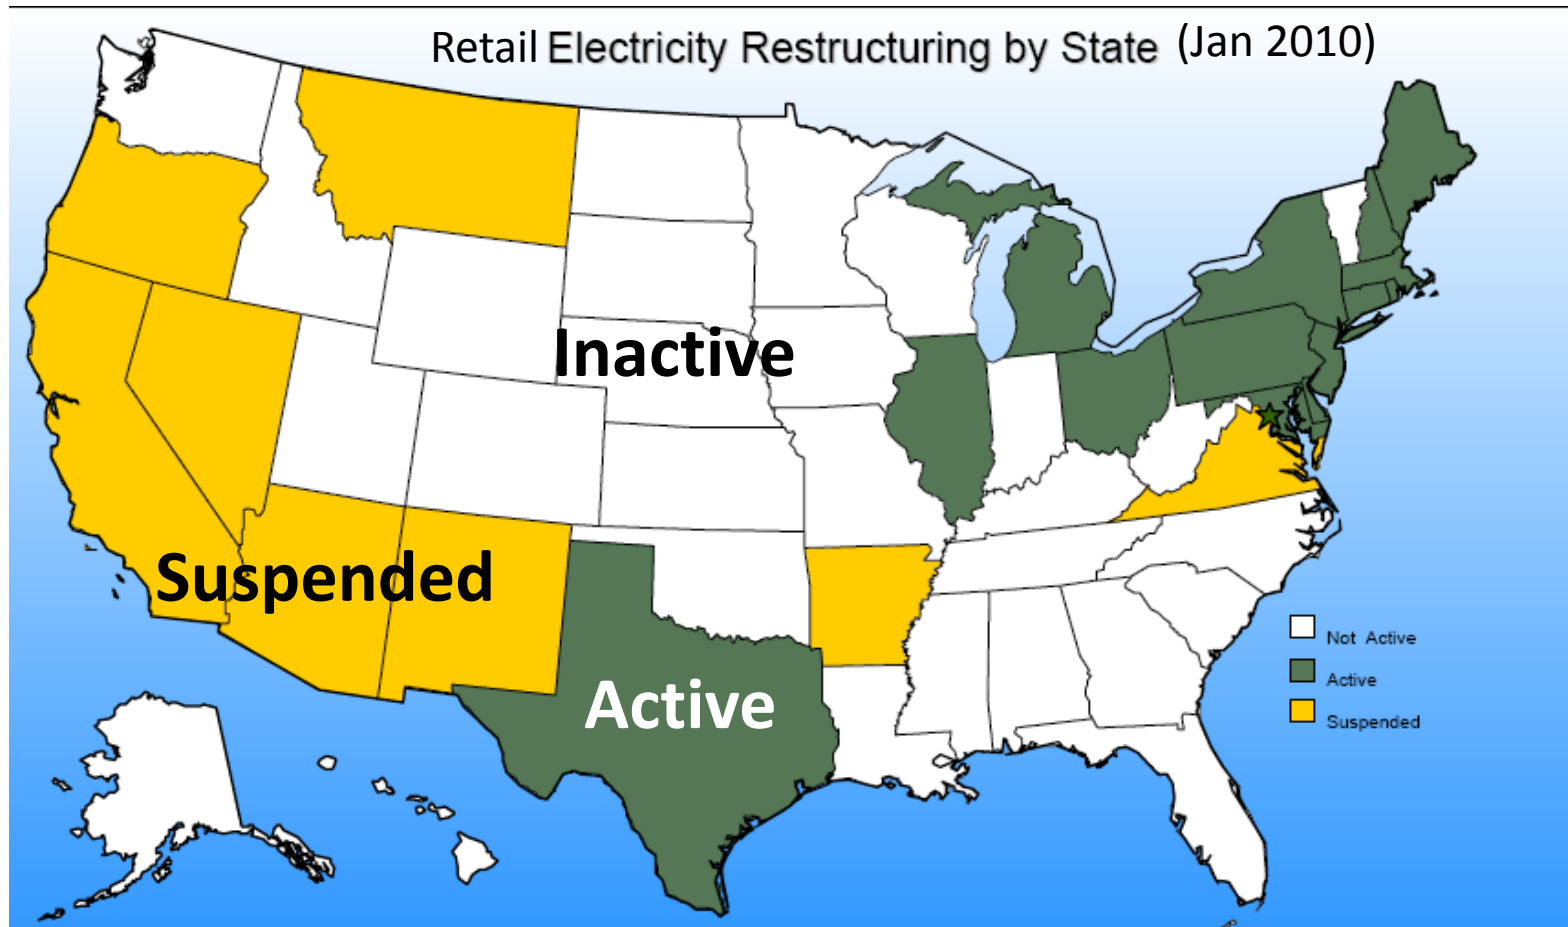 Retail Electricity Restructuring by State (Jan 2010)
Inactive
Suspended
Active
Not Active
Active
Suspended